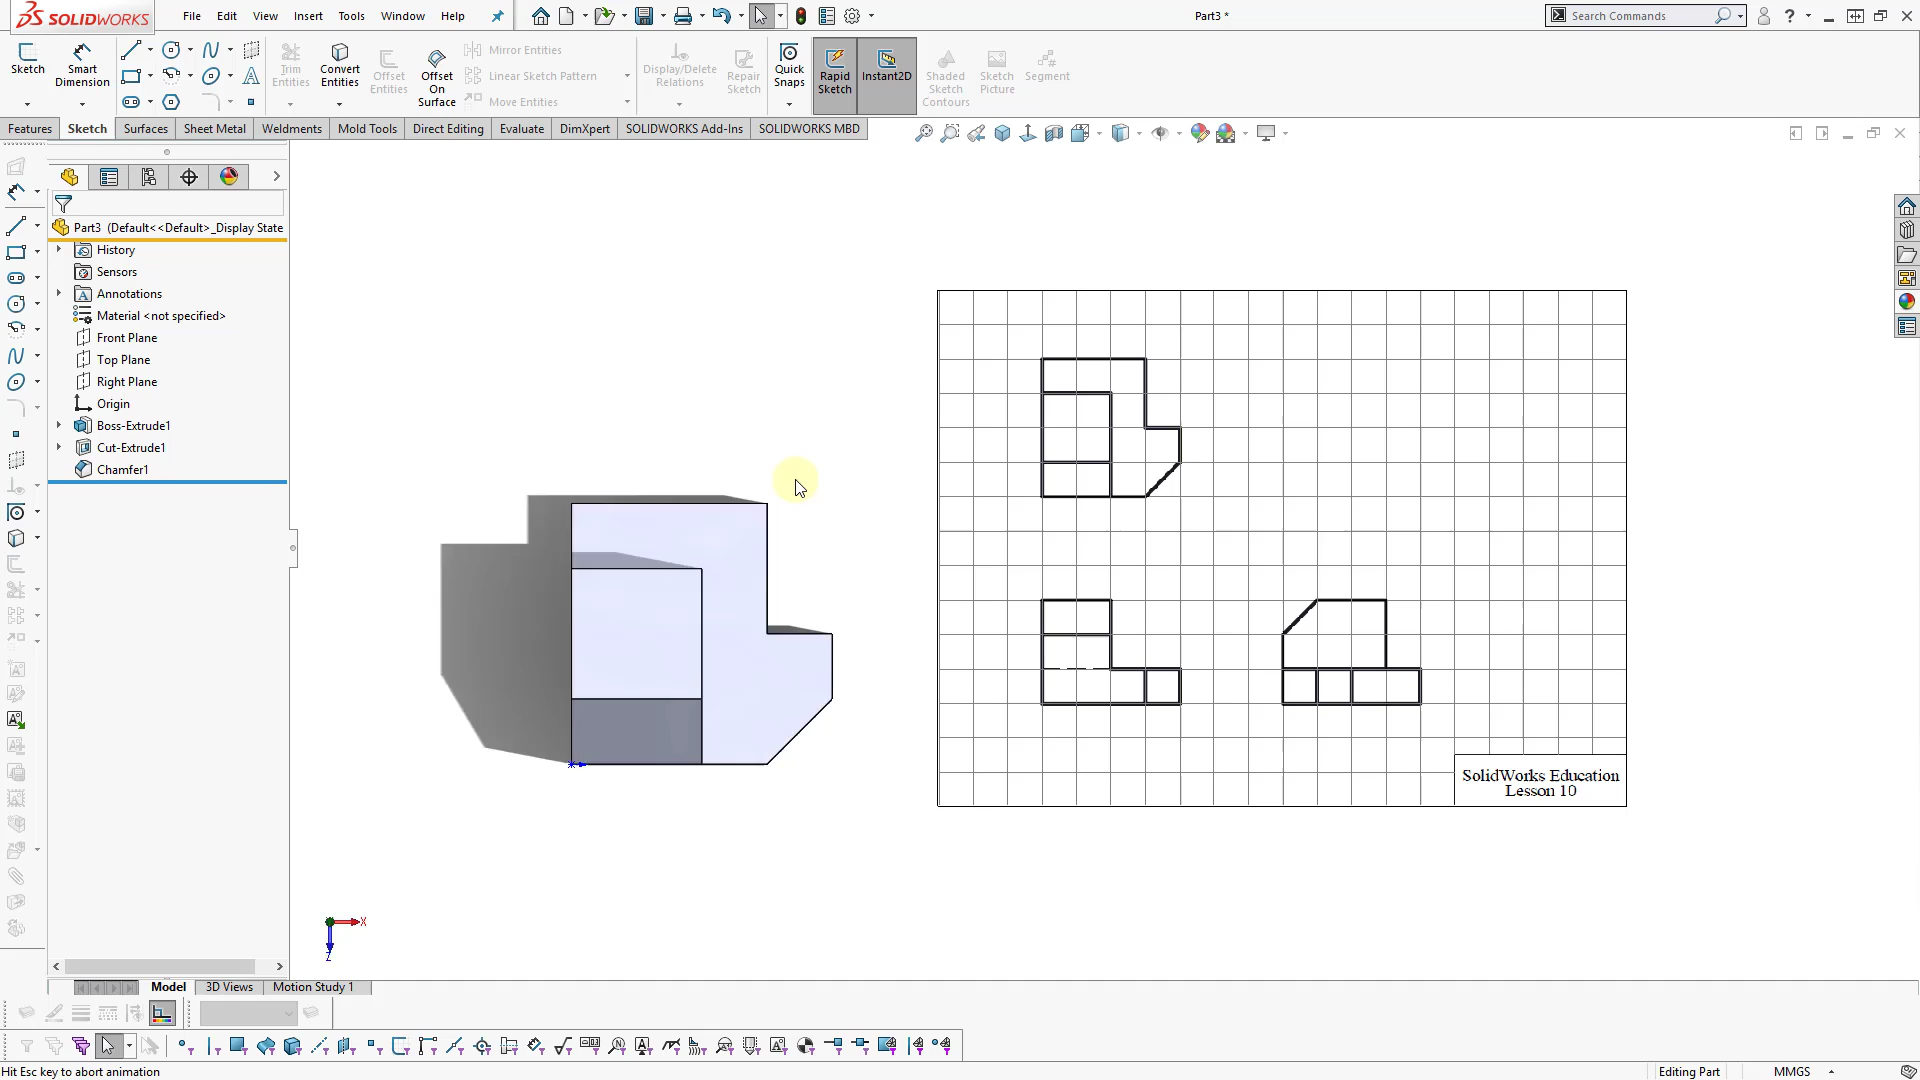 SOLIDWORKS
File Edit View Insert Tools Window Help
Part3 *
Search Commands
Sketch
Smart Dimension
Trim Entities
Convert Entities
Offset Entities
Offset On Surface
Mirror Entities
Linear Sketch Pattern
Move Entities
Display/Delete Relations
Repair Sketch
Quick Snaps
Rapid Sketch
Instant2D
Shaded Sketch Contours
Sketch Picture
Segment
Features Sketch Surfaces Sheet Metal Weldments Mold Tools Direct Editing Evaluate DimXpert SOLIDWORKS Add-Ins SOLIDWORKS MBD
Part3 (Default<<Default>_Display State
History
Sensors
Annotations
Material <not specified>
Front Plane
Top Plane
Right Plane
Origin
Boss-Extrude1
Cut-Extrude1
Chamfer1
SolidWorks Education
Lesson 10
X
Z
Model 3D Views Motion Study 1
Hit Esc key to abort animation
Editing Part
MMGS